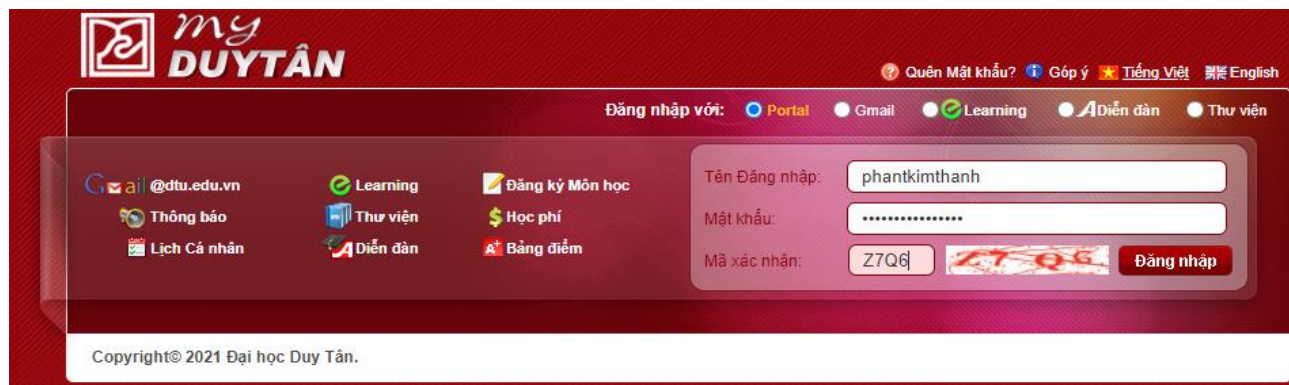 my
DUYTÂN
Quên Mật khẩu? Góp ý Tiếng Việt English
Đăng nhập với: Portal Gmail Learning Diễn đàn Thư viện
Gmail @dtu.edu.vn Learning Đăng ký Môn học
Thông báo Thư viện Học phí
Lịch Cá nhân Diễn đàn A+ Bảng điểm
Tên Đăng nhập: phantkimthanh
Mật khẩu: ••••••••••••••••
Mã xác nhận: Z7Q6 Z7Q6 Đăng nhập
Copyright© 2021 Đại học Duy Tân.